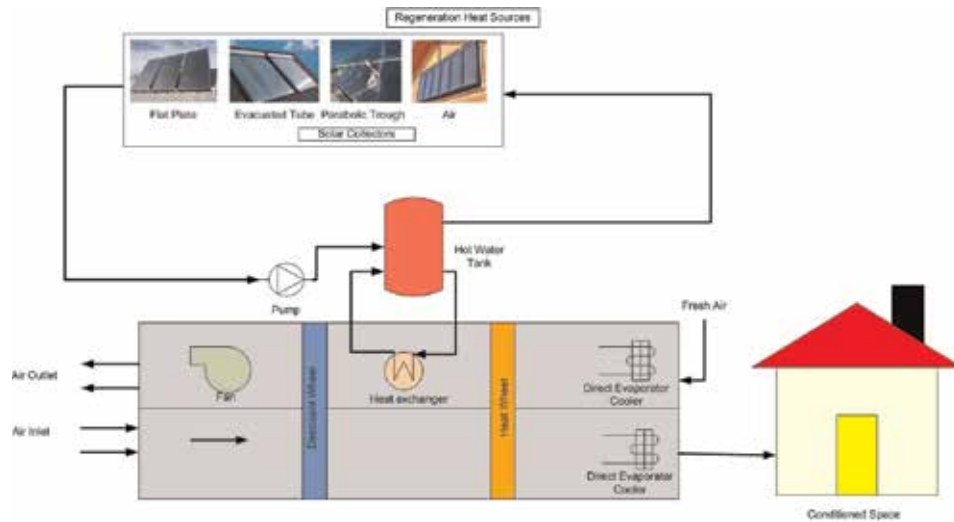 Regeneration Heat Sources
Flat Plate
Evacuated Tube
Parabolic Trough
Air
Solar Collectors
Hot Water
Tank
Pump
Fresh Air
Air Outlet
Fan
Desiccant Wheel
Heat exchanger
Heat Wheel
Direct Evaporator
Cooler
Air Inlet
Direct Evaporator
Cooler
Conditioned Space